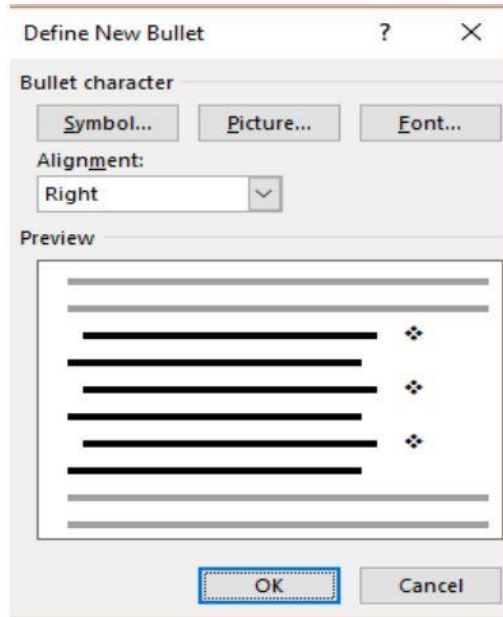 Define New Bullet ?
Bullet character
Symbol... Picture... Font...
Alignment:
Right
Preview
OK Cancel